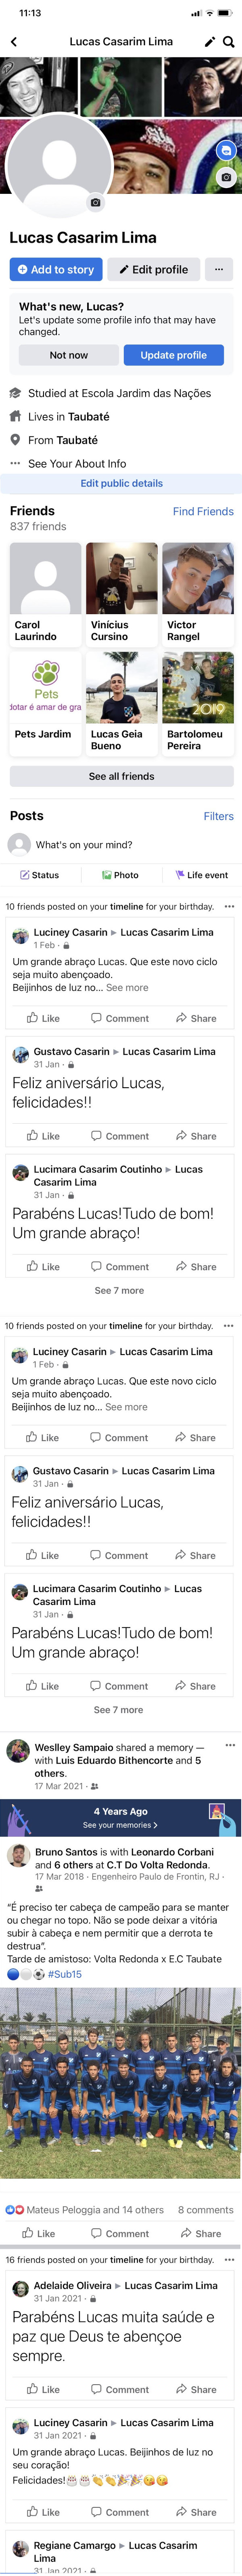 11:13
Lucas Casarim Lima
Lucas Casarim Lima
Add to story
Edit profile
What's new, Lucas?
Let's update some profile info that may have
changed.
Not now
Update profile
Studied at Escola Jardim das Nações
Lives in Taubaté
From Taubaté
See Your About Info
Edit public details
Friends
Find Friends
837 friends
Carol
Laurindo
Vinícius
Cursino
Victor
Rangel
Pets
dotar é amar de gra
2019
Pets Jardim
Lucas Geia
Bueno
Bartolomeu
Pereira
See all friends
Posts
Filters
What's on your mind?
Status
Photo
Life event
10 friends posted on your timeline for your birthday.
Luciney Casarin ▸ Lucas Casarim Lima
1 Feb ·
Um grande abraço Lucas. Que este novo ciclo
seja muito abençoado.
Beijinhos de luz no... See more
Like
Comment
Share
Gustavo Casarin ▸ Lucas Casarim Lima
31 Jan ·
Feliz aniversário Lucas,
felicidades!!
Like
Comment
Share
Lucimara Casarim Coutinho ▸ Lucas
Casarim Lima
31 Jan ·
Parabéns Lucas!Tudo de bom!
Um grande abraço!
Like
Comment
Share
See 7 more
10 friends posted on your timeline for your birthday.
Luciney Casarin ▸ Lucas Casarim Lima
1 Feb ·
Um grande abraço Lucas. Que este novo ciclo
seja muito abençoado.
Beijinhos de luz no... See more
Like
Comment
Share
Gustavo Casarin ▸ Lucas Casarim Lima
31 Jan ·
Feliz aniversário Lucas,
felicidades!!
Like
Comment
Share
Lucimara Casarim Coutinho ▸ Lucas
Casarim Lima
31 Jan ·
Parabéns Lucas!Tudo de bom!
Um grande abraço!
Like
Comment
Share
See 7 more
Weslley Sampaio shared a memory —
with Luis Eduardo Bithencorte and 5
others.
17 Mar 2021 ·
4 Years Ago
See your memories
Bruno Santos is with Leonardo Corbani
and 6 others at C.T Do Volta Redonda.
17 Mar 2018 · Engenheiro Paulo de Frontin, RJ ·
“É preciso ter cabeça de campeão para se manter
ou chegar no topo. Não se pode deixar a vitória
subir à cabeça e nem permitir que a derrota te
destrua”.
Tarde de amistoso: Volta Redonda x E.C Taubate
🔵⚪⚽ #Sub15
Mateus Peloggia and 14 others
8 comments
Like
Comment
Share
16 friends posted on your timeline for your birthday.
Adelaide Oliveira ▸ Lucas Casarim Lima
31 Jan 2021 ·
Parabéns Lucas muita saúde e
paz que Deus te abençoe
sempre.
Like
Comment
Share
Luciney Casarin ▸ Lucas Casarim Lima
31 Jan 2021 ·
Um grande abraço Lucas. Beijinhos de luz no
seu coração!
Felicidades!🎂🎂👏👏🎉🎉😘😘
Like
Comment
Share
Regiane Camargo ▸ Lucas Casarim
Lima
31 Jan 2021 ·